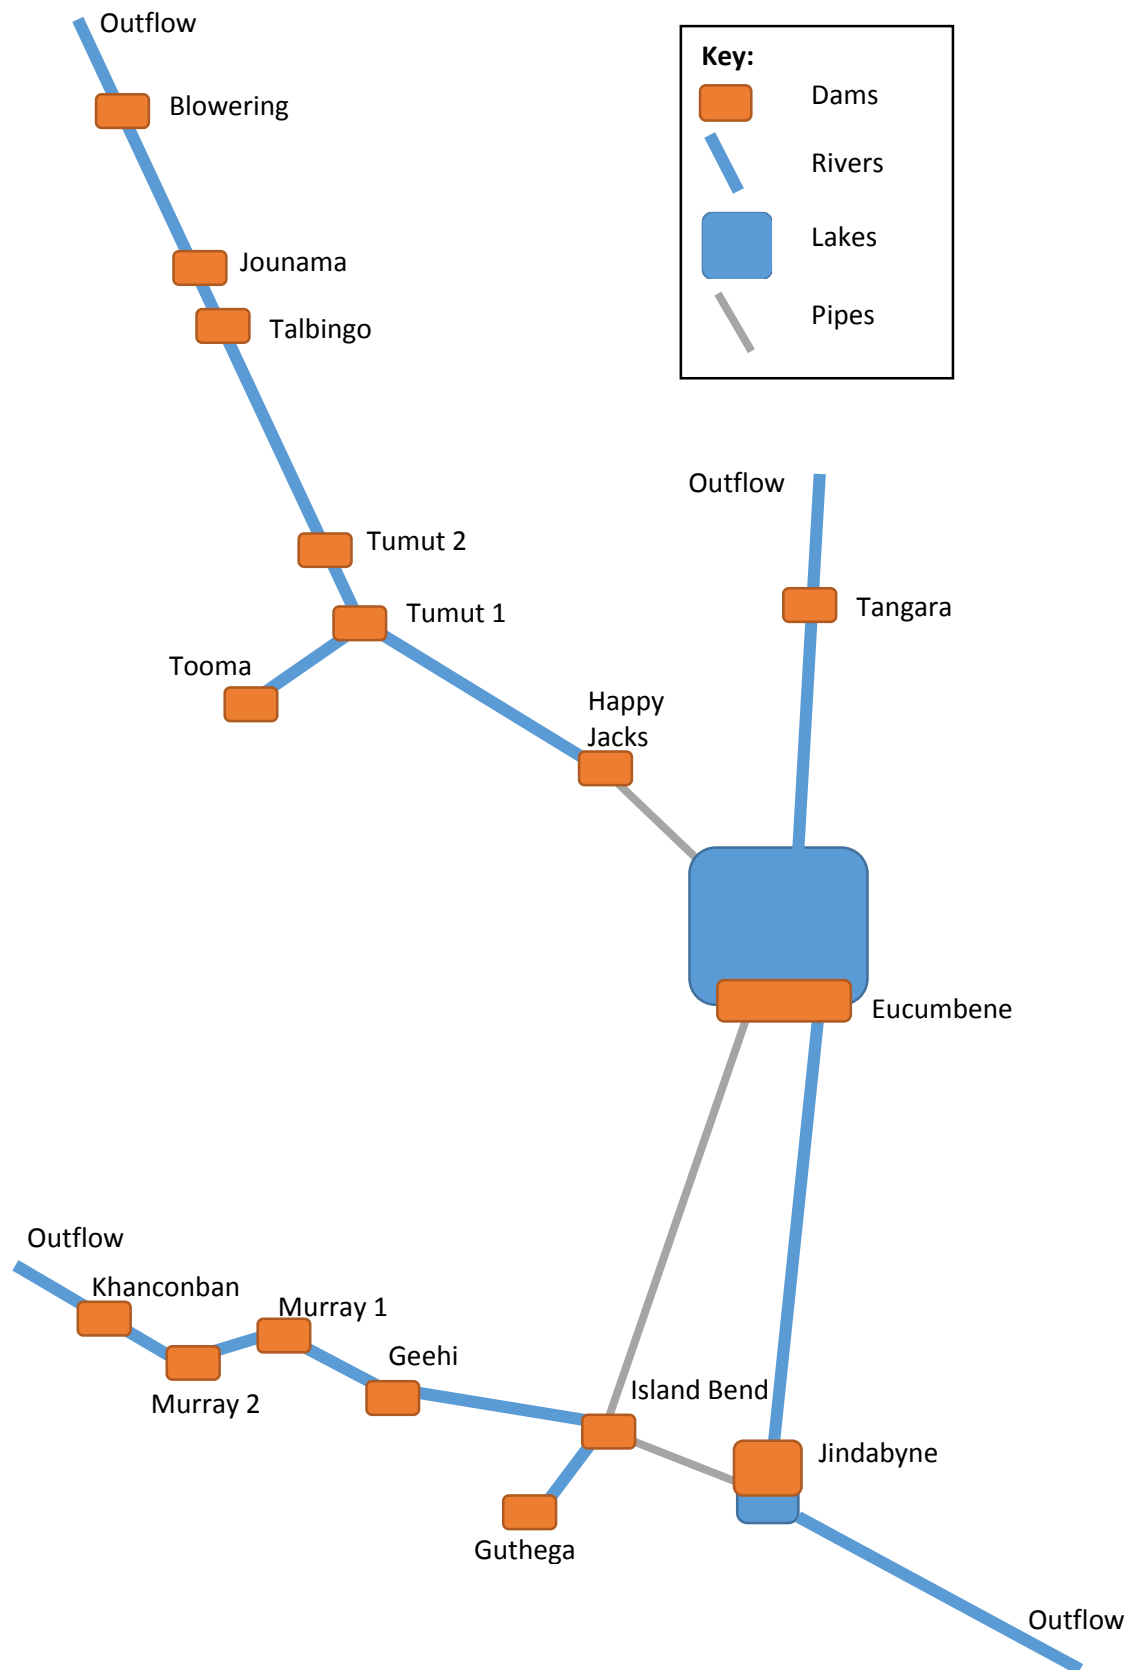 Outflow
Blowering
Jounama
Talbingo
Key:
Dams
Rivers
Lakes
Pipes
Outflow
Tumut 2
Tangara
Tumut 1
Tooma
Happy
Jacks
Eucumbene
Outflow
Khanconban
Murray 1
Geehi
Murray 2
Island Bend
Jindabyne
Guthega
Outflow